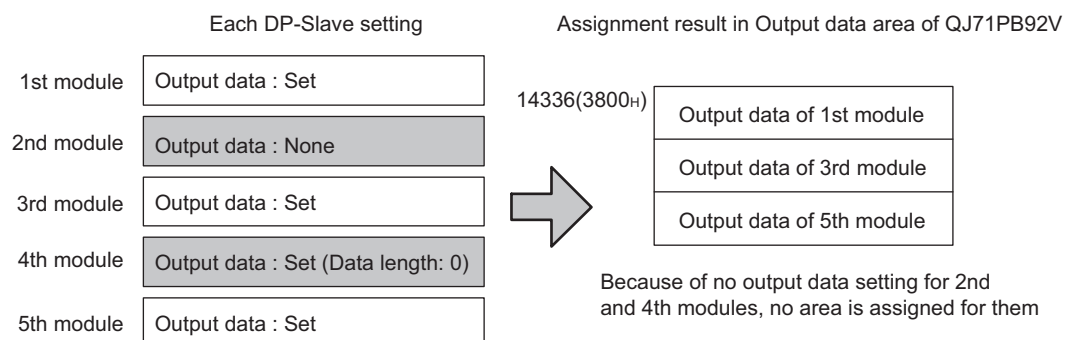 Each DP-Slave setting
1st module
Output data : Set
2nd module
Output data : None
3rd module
Output data : Set
4th module
Output data : Set (Data length: 0)
5th module
Output data : Set
Assignment result in Output data area of QJ71PB92V
14336(3800H)
Output data of 1st module
Output data of 3rd module
Output data of 5th module
Because of no output data setting for 2nd
and 4th modules, no area is assigned for them